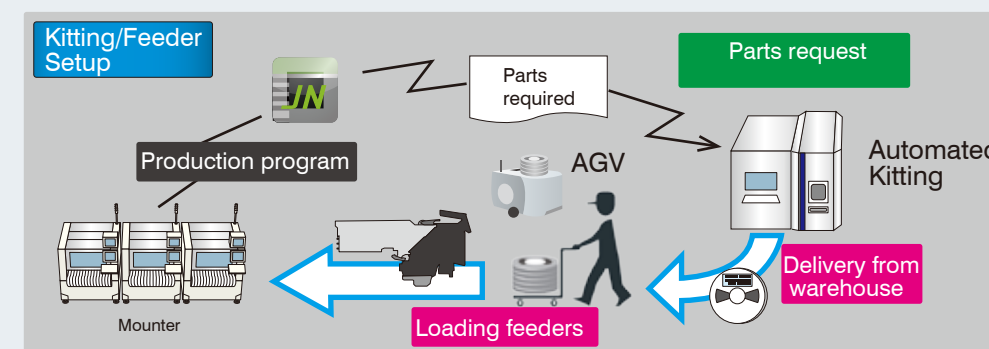 Kitting/Feeder
Setup
Parts request
Parts
required
JN
Production program
AGV
Automated
Kitting
Delivery from
warehouse
Mounter
Loading feeders